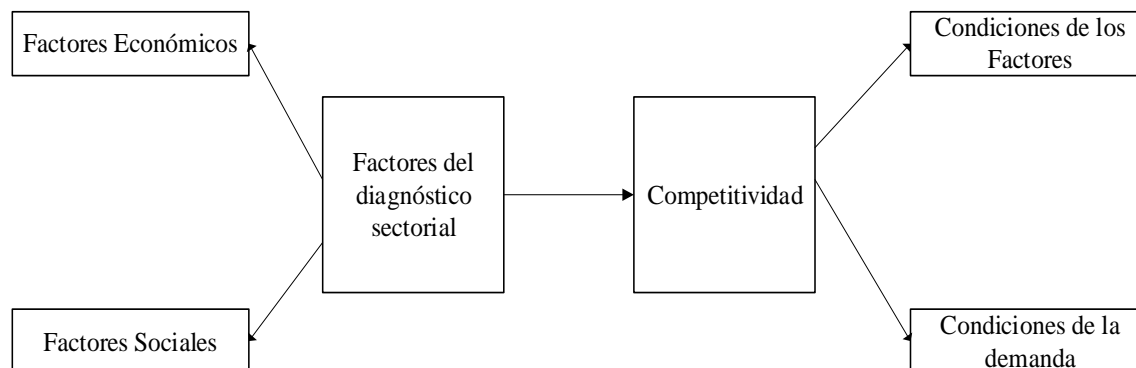 Factores Económicos
Factores Sociales
Factores del
diagnóstico
sectorial
Competitividad
Condiciones de los
Factores
Condiciones de la
demanda